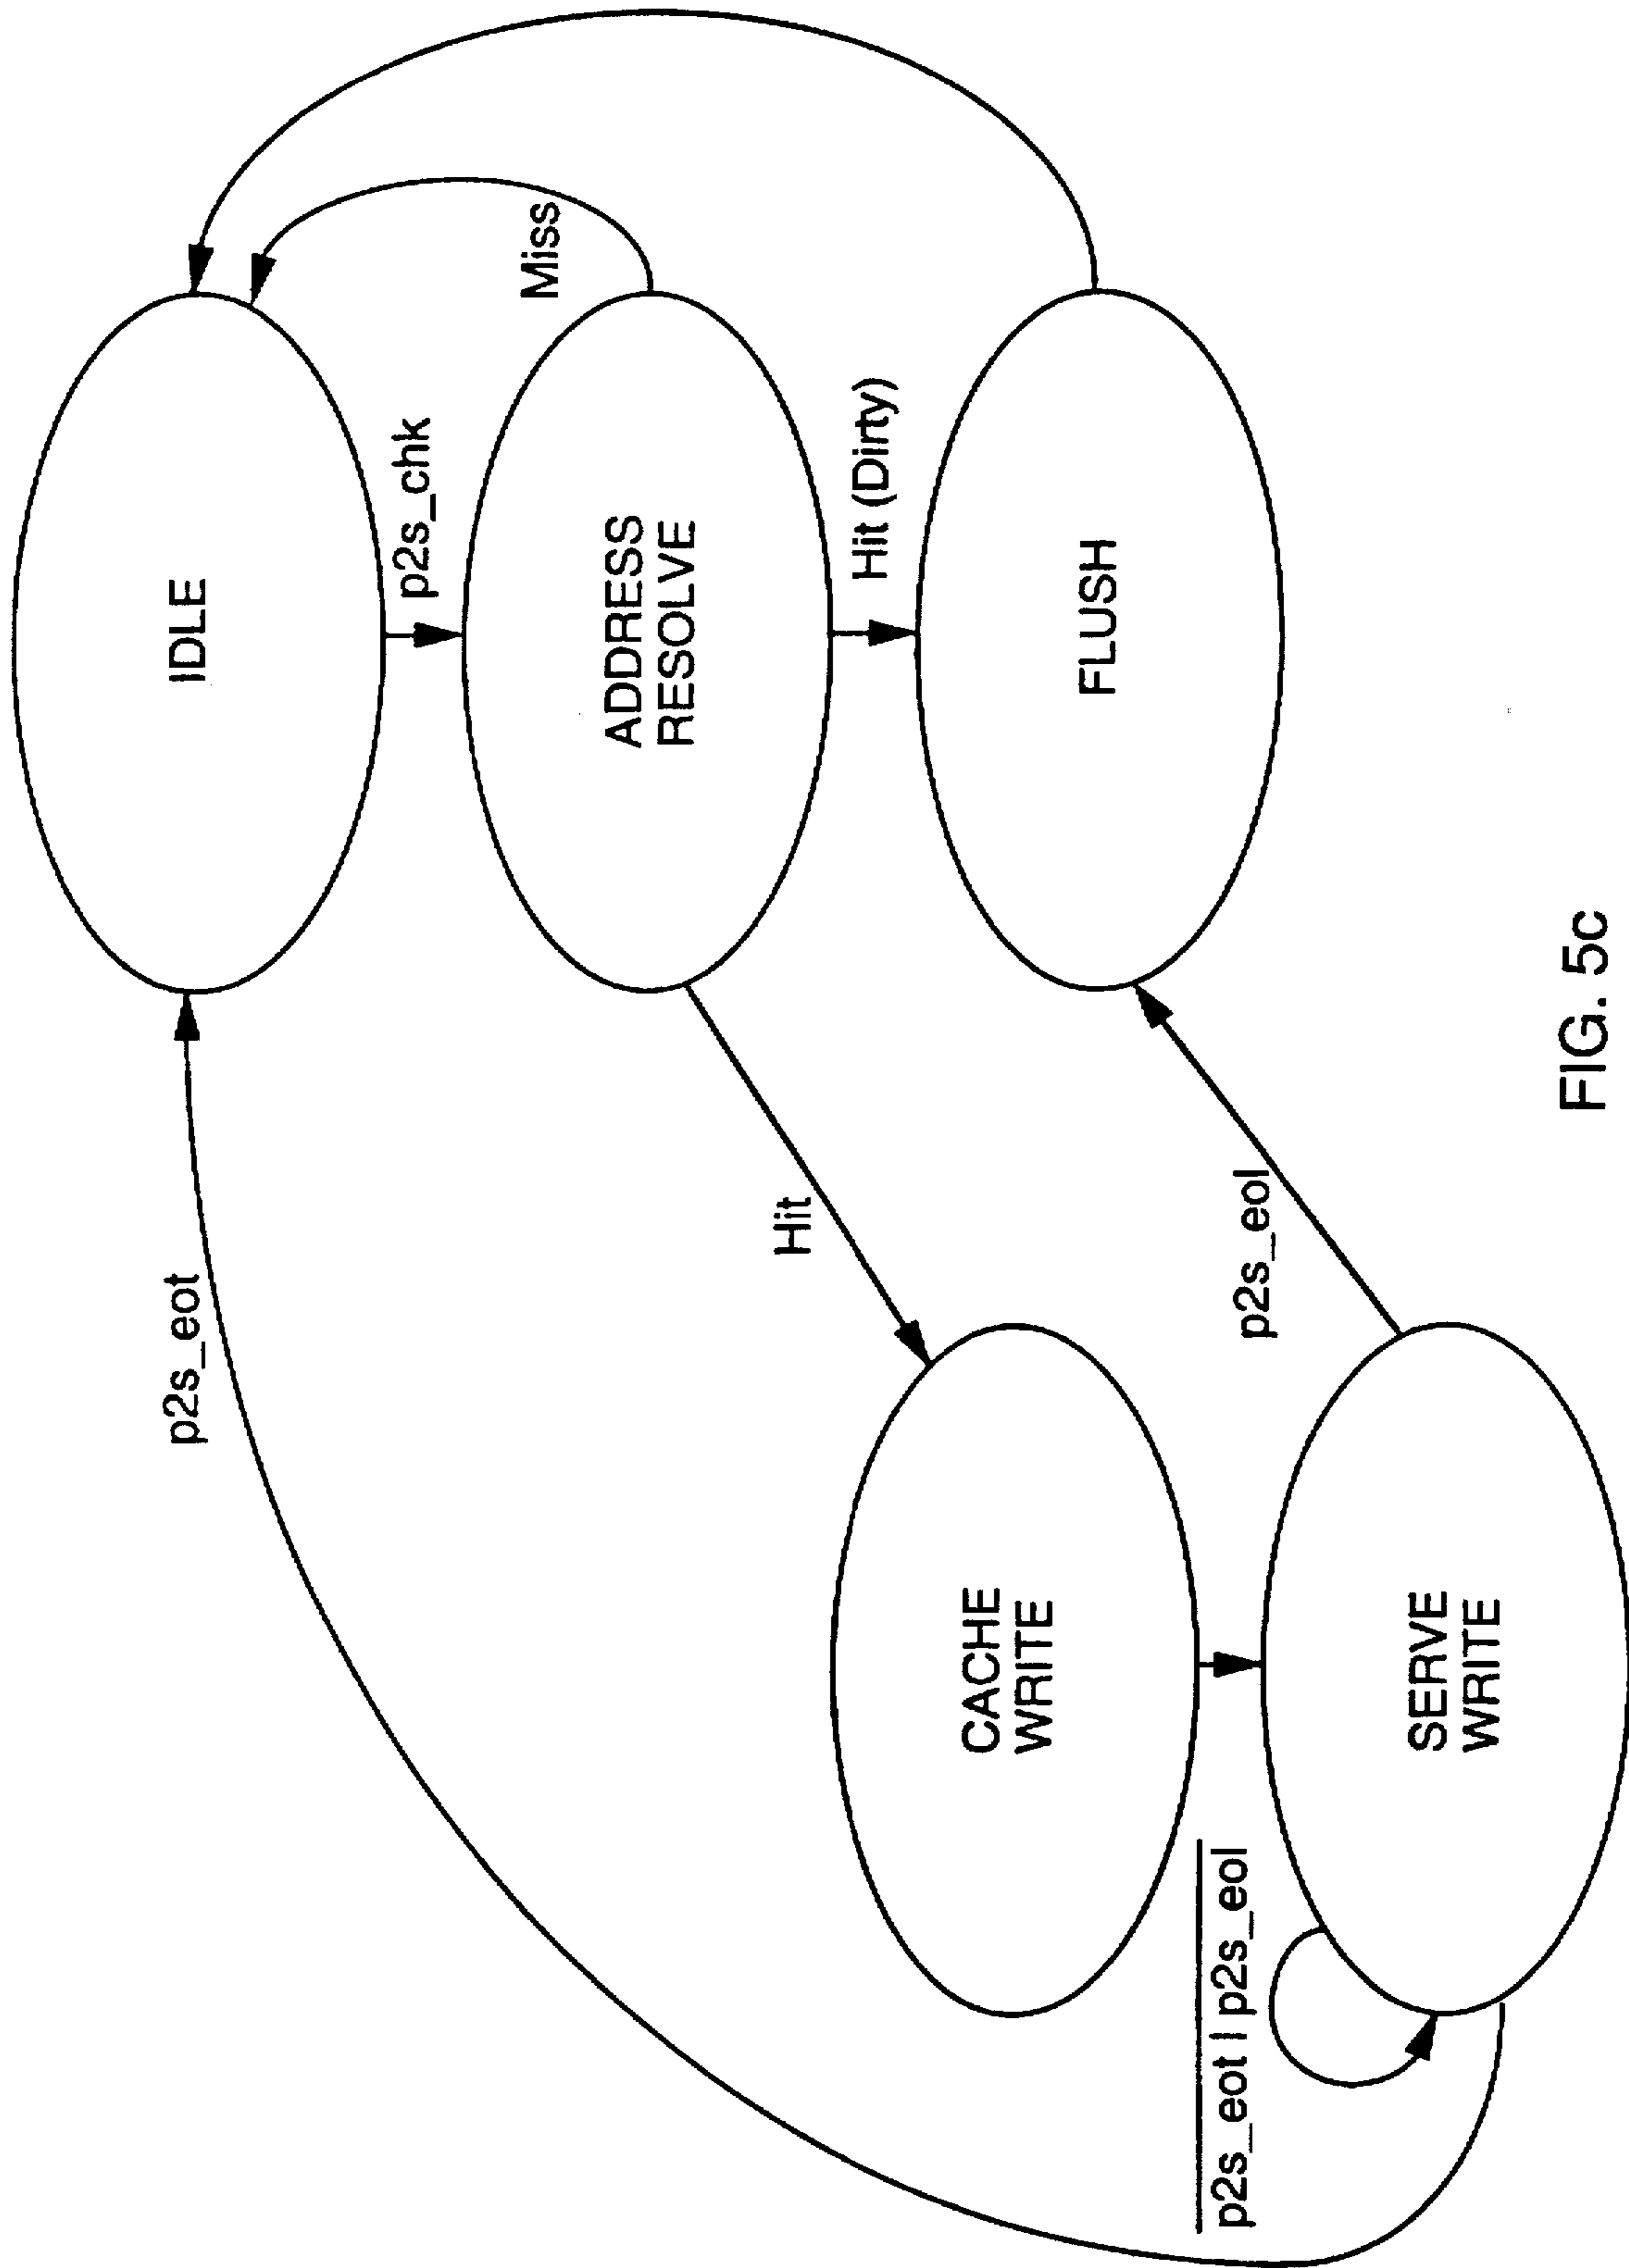 IDLE
p2s_chk
Miss
ADDRESS
RESOLVE
Hit (Dirty)
FLUSH
p2s_eot
Hit
CACHE
WRITE
p2s_eol
SERVE
WRITE
p2s_eot | p2s_eol
FIG. 5c